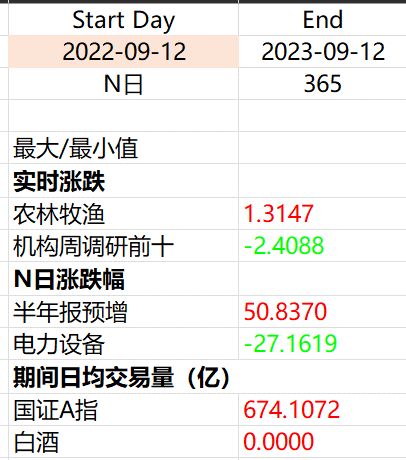 Start Day End
2022-09-12 2023-09-12
N日 365
最大/最小值
实时涨跌
农林牧渔 1.3147
机构周调研前十 -2.4088
N日涨跌幅
半年报预增 50.8370
电力设备 -27.1619
期间日均交易量（亿）
国证A指 674.1072
白酒 0.0000